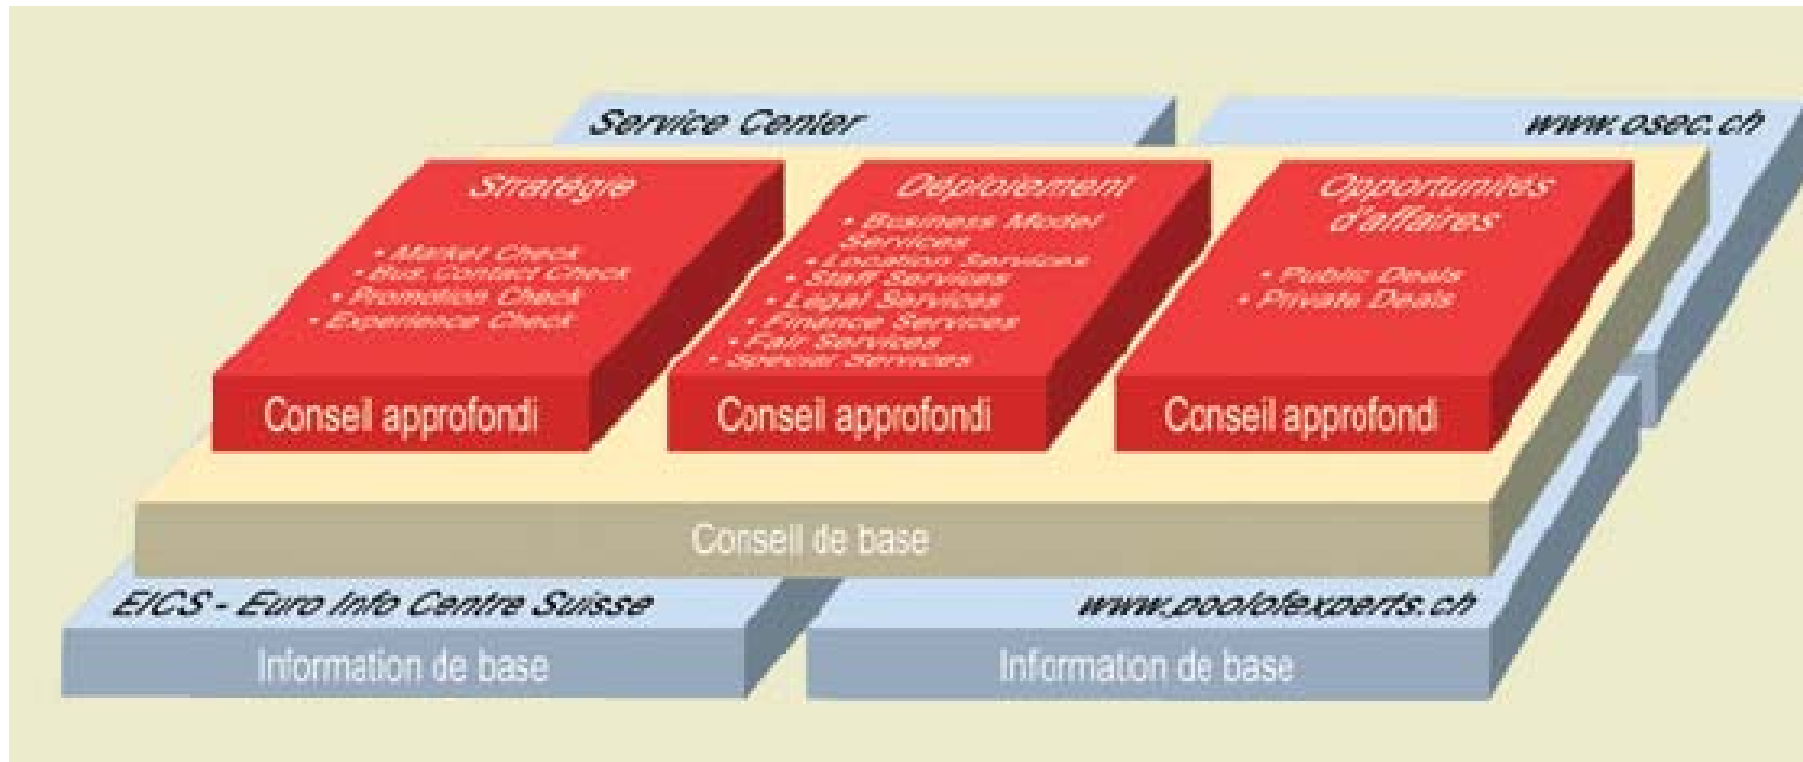 Service Center
www.osec.ch
Stratégie
• Market Check
• Bus. Contact Check
• Promotion Check
• Experience Check
Conseil approfondi
Déploiement
• Business Model
Services
• Location Services
• Staff Services
• Legal Services
• Finance Services
• Fair Services
• Special Services
Conseil approfondi
Opportunités
d'affaires
• Public Deals
• Private Deals
Conseil approfondi
Conseil de base
EICS - Euro Info Centre Suisse
www.poolofexperts.ch
Information de base
Information de base